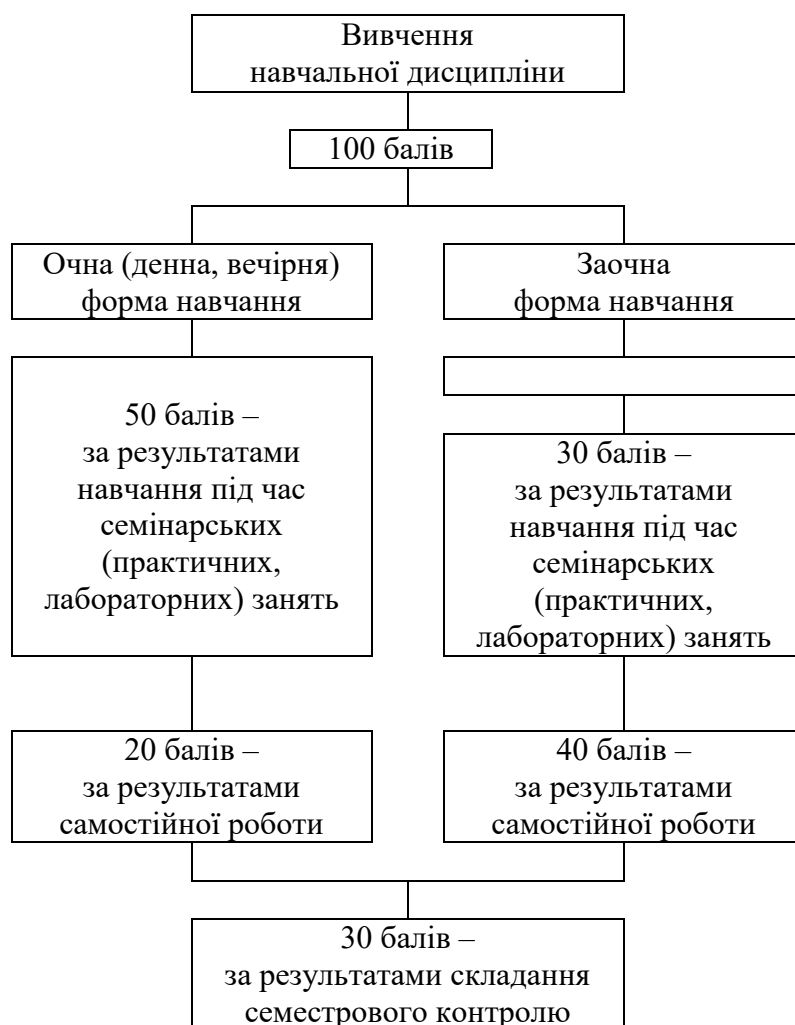 Вивчення
навчальної дисципліни
100 балів
Очна (денна, вечірня)
форма навчання
Заочна
форма навчання
50 балів –
за результатами
навчання під час
семінарських
(практичних,
лабораторних) занять
30 балів –
за результатами
навчання під час
семінарських
(практичних,
лабораторних) занять
20 балів –
за результатами
самостійної роботи
40 балів –
за результатами
самостійної роботи
30 балів –
за результатами складання
семестрового контролю